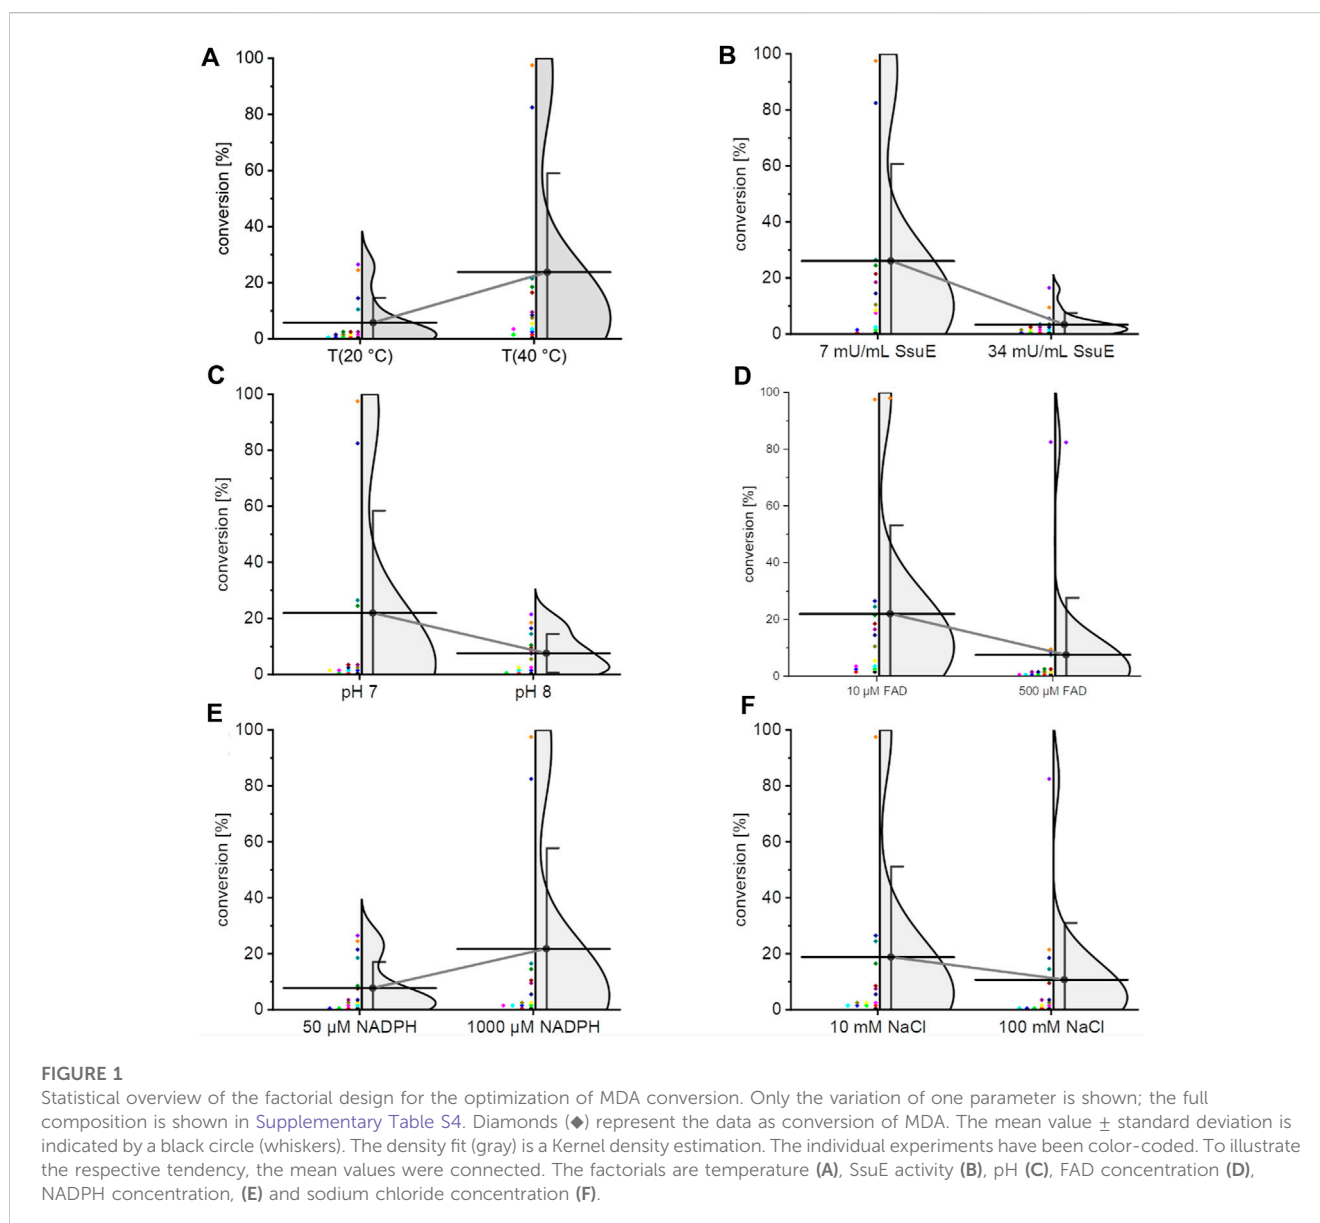 A
conversion [%]
100
80
60
40
20
0
T(20 °C)
T(40 °C)
B
conversion [%]
100
80
60
40
20
0
7 mU/mL SsuE
34 mU/mL SsuE
C
conversion [%]
100
80
60
40
20
0
pH 7
pH 8
D
conversion [%]
100
80
60
40
20
0
10 µM FAD
500 µM FAD
E
conversion [%]
100
80
60
40
20
0
50 µM NADPH
1000 µM NADPH
F
conversion [%]
100
80
60
40
20
0
10 mM NaCl
100 mM NaCl
FIGURE 1
Statistical overview of the factorial design for the optimization of MDA conversion. Only the variation of one parameter is shown; the full
composition is shown in Supplementary Table S4. Diamonds (◆) represent the data as conversion of MDA. The mean value ± standard deviation is
indicated by a black circle (whiskers). The density fit (gray) is a Kernel density estimation. The individual experiments have been color-coded. To illustrate
the respective tendency, the mean values were connected. The factorials are temperature (A), SsuE activity (B), pH (C), FAD concentration (D),
NADPH concentration, (E) and sodium chloride concentration (F).